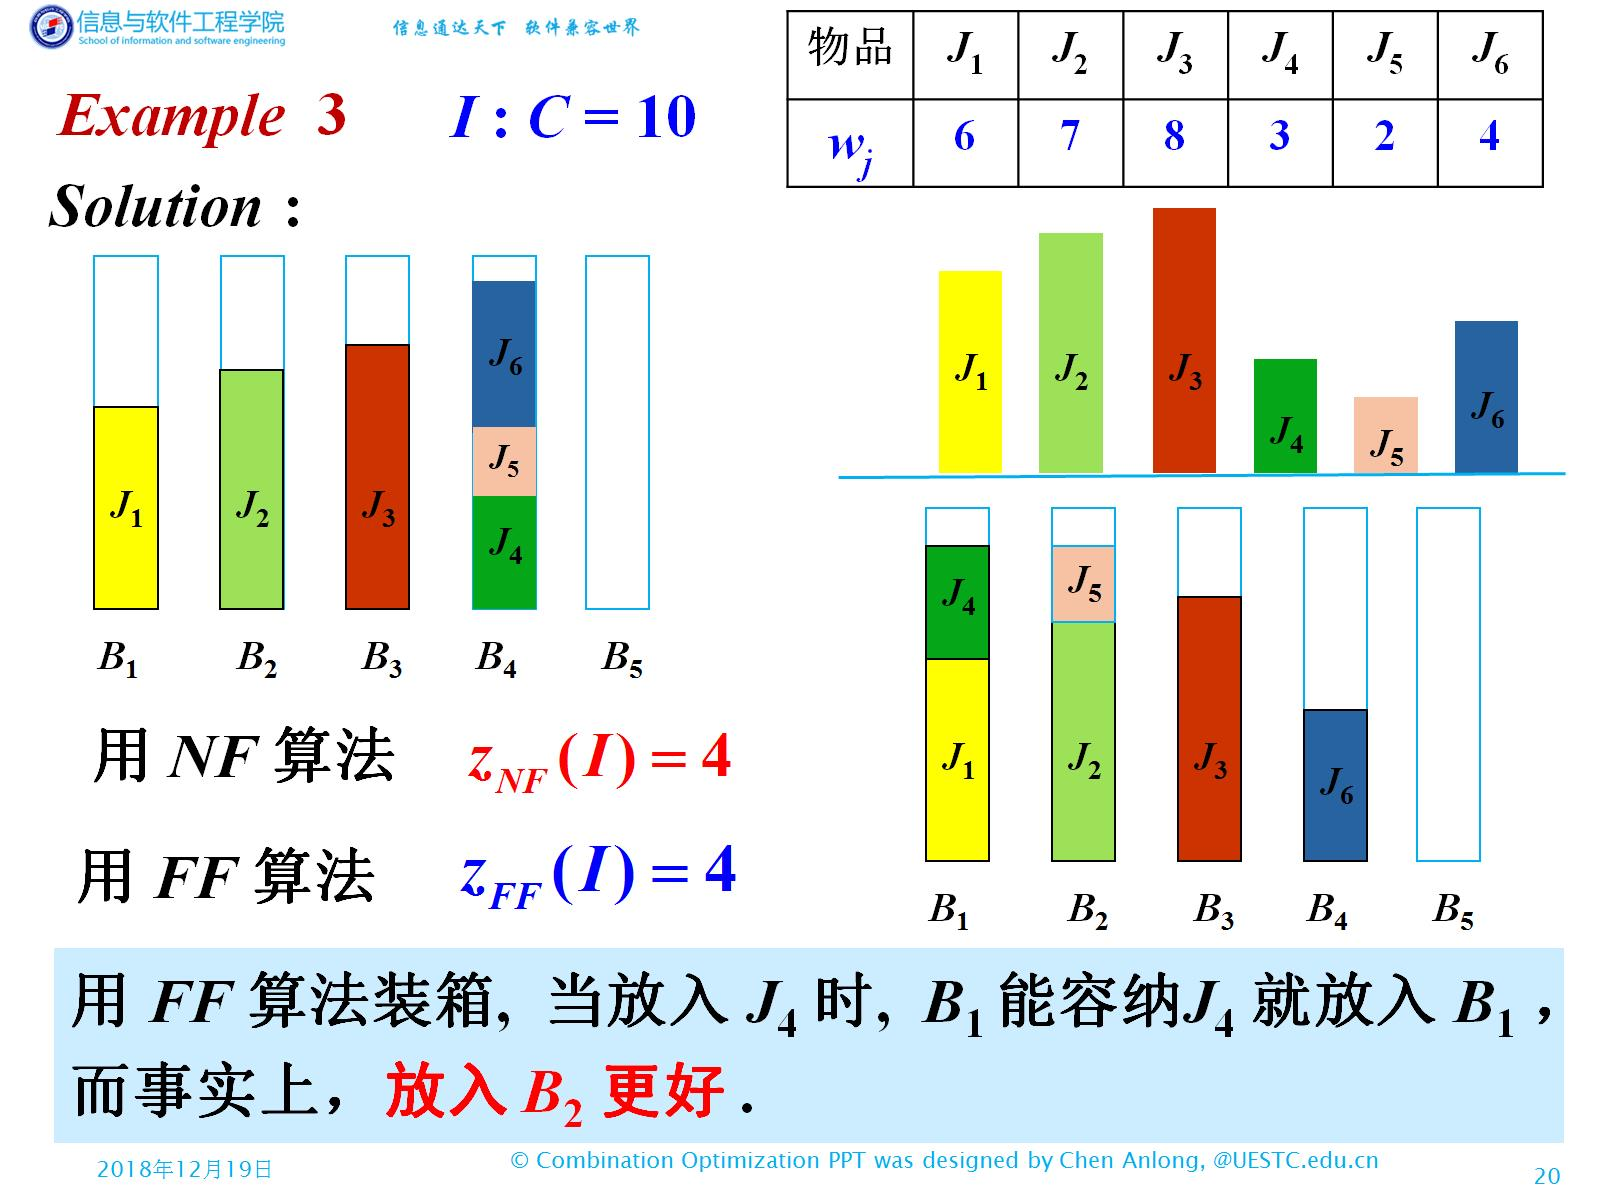 信息与软件工程学院
School of information and software engineering
信息通达天下 软件兼容世界
物品 J1 J2 J3 J4 J5 J6
wj 6 7 8 3 2 4
Example 3 I : C = 10
Solution :
J1 J2 J3 J4 J5 J6
J1 J2 J3 J6
J5
J4
B1 B2 B3 B4 B5
J4 J5
J1 J2 J3 J6
B1 B2 B3 B4 B5
用 NF 算法 zNF (I) = 4
用 FF 算法 zFF (I) = 4
用 FF 算法装箱, 当放入 J4 时, B1 能容纳J4 就放入 B1 ,
而事实上，放入 B2 更好 .
2018年12月19日
© Combination Optimization PPT was designed by Chen Anlong, @UESTC.edu.cn
20